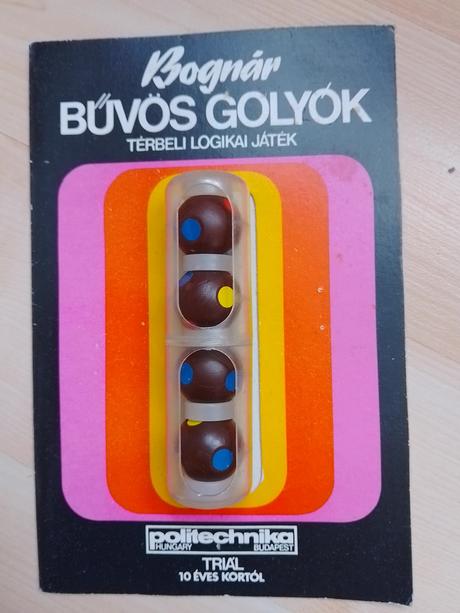 Bognár
BŰVÖS GOLYÓK
TÉRBELI LOGIKAI JÁTÉK
politechnika
HUNGARY BUDAPEST
TRIÁL
10 ÉVES KORTÓL